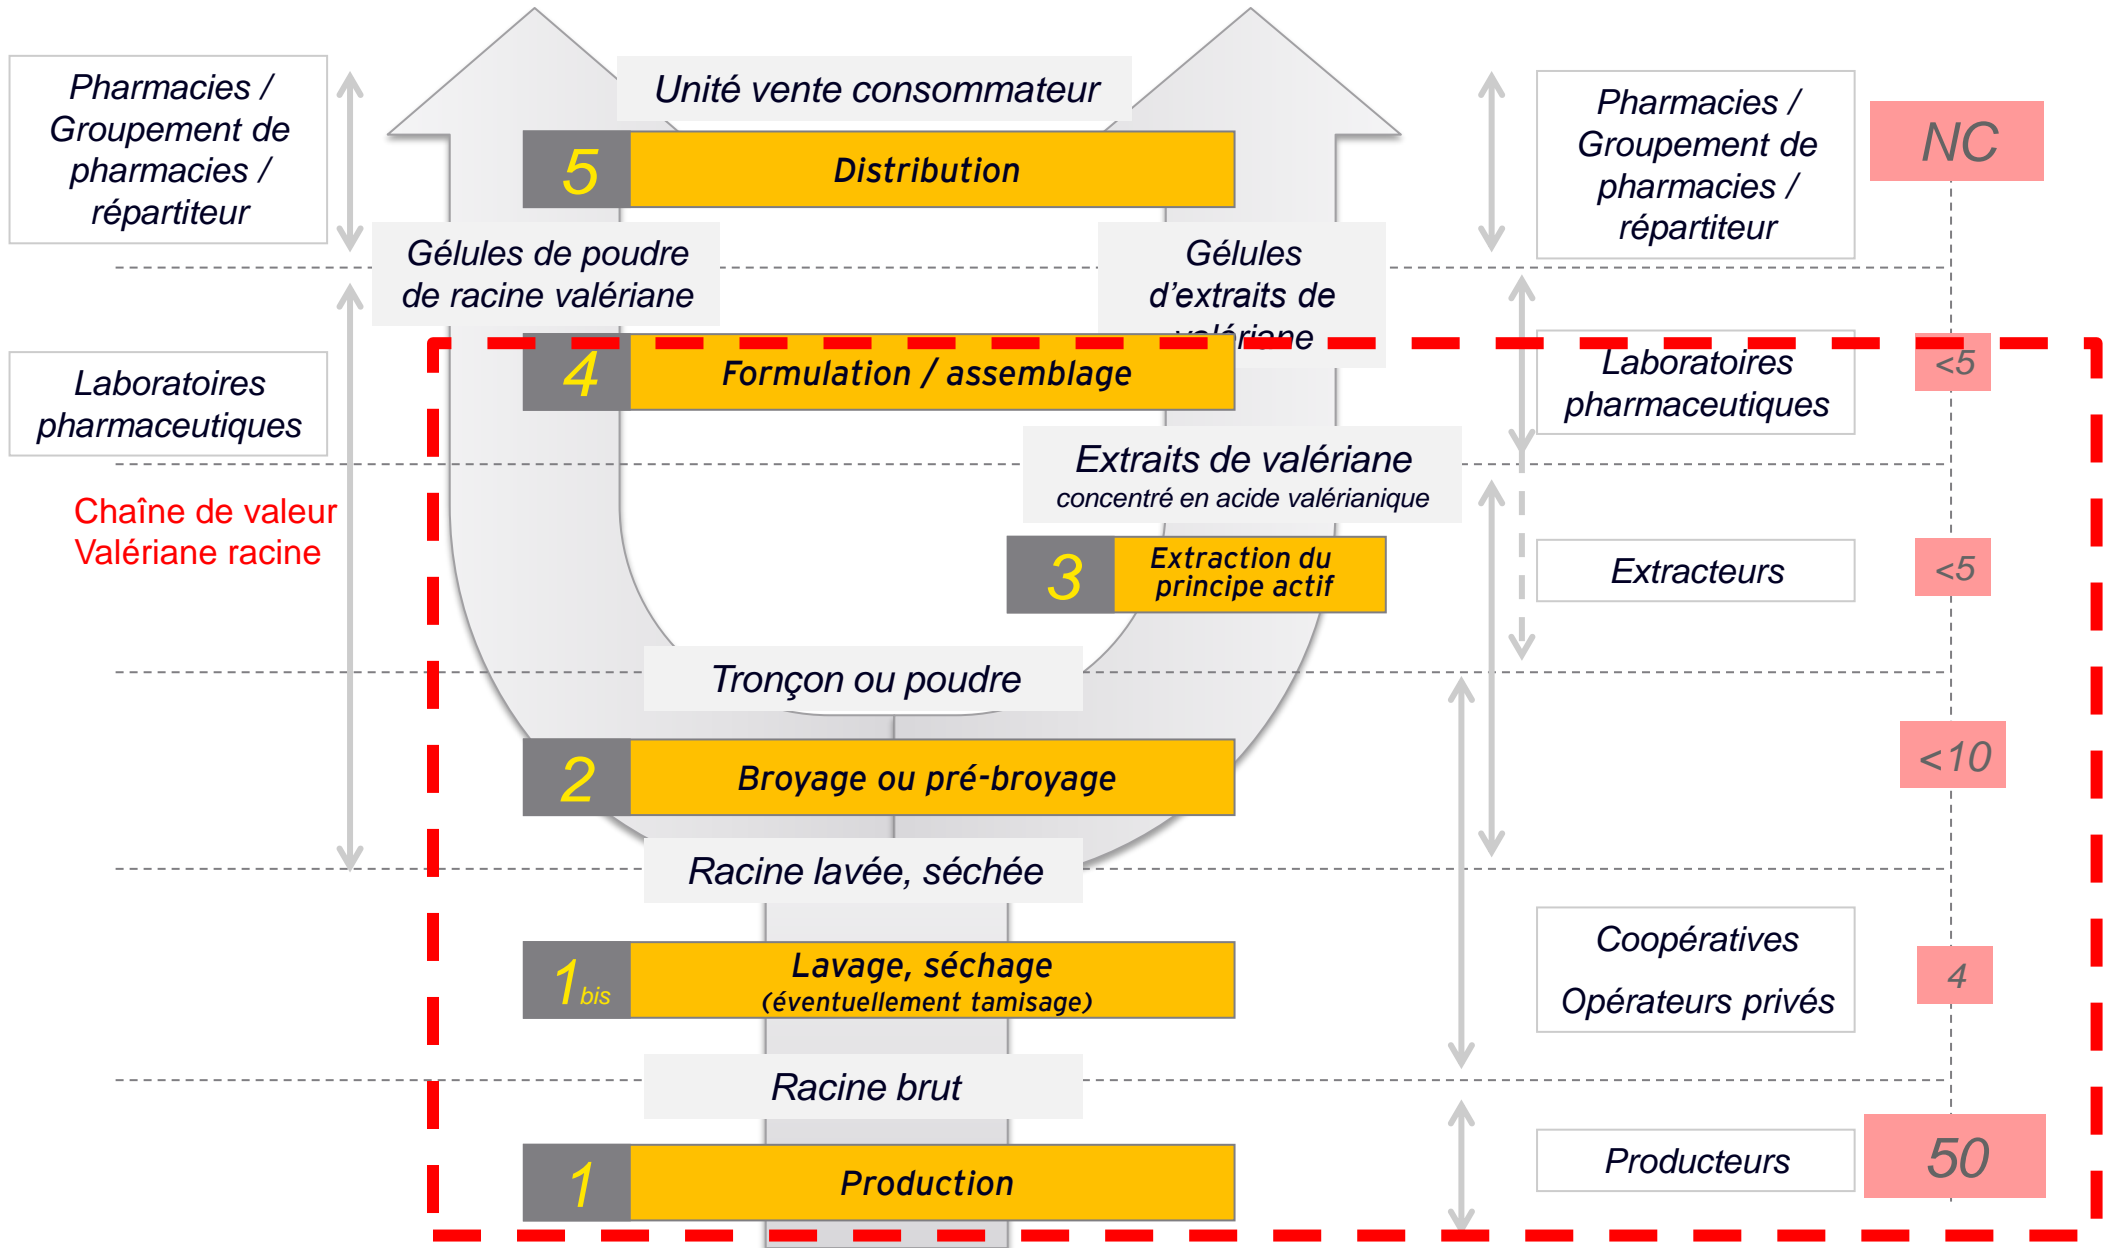 Pharmacies /
Groupement de
pharmacies /
répartiteur
Unité vente consommateur
Pharmacies /
Groupement de
pharmacies /
répartiteur
NC
5
Distribution
Gélules de poudre
de racine valériane
Gélules
d'extraits de
valériane
4
Formulation / assemblage
Laboratoires
pharmaceutiques
Laboratoires
pharmaceutiques
<5
Extraits de valériane
concentré en acide valérianique
Chaîne de valeur
Valériane racine
3
Extraction du
principe actif
Extracteurs
<5
Tronçon ou poudre
2
Broyage ou pré-broyage
<10
Racine lavée, séchée
1 bis
Lavage, séchage
(éventuellement tamisage)
Coopératives
Opérateurs privés
4
Racine brut
1
Production
Producteurs
50